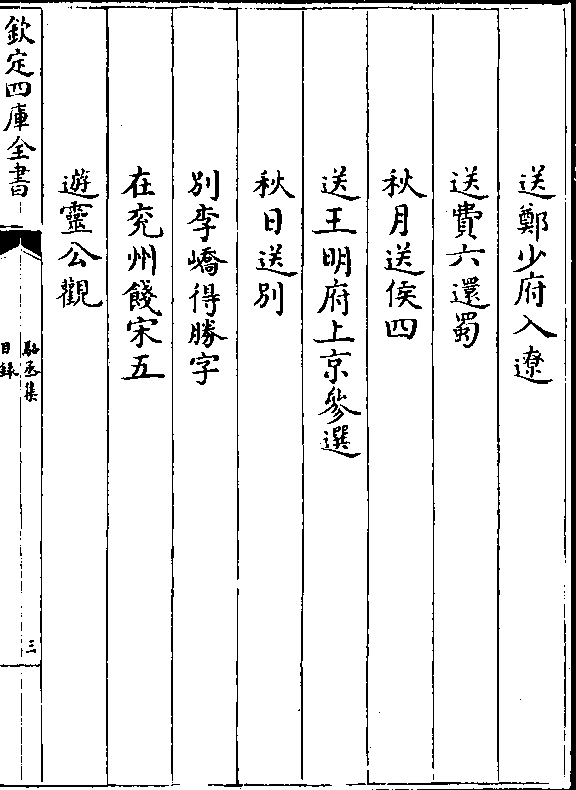 送鄭少府入遼
送費六還蜀
秋月送侯四
送王明府上京參選
秋日送別
別李嶠得勝字
在兖州餞宋五
遊靈公觀
欽定四庫全書
駱丞集
目錄
三